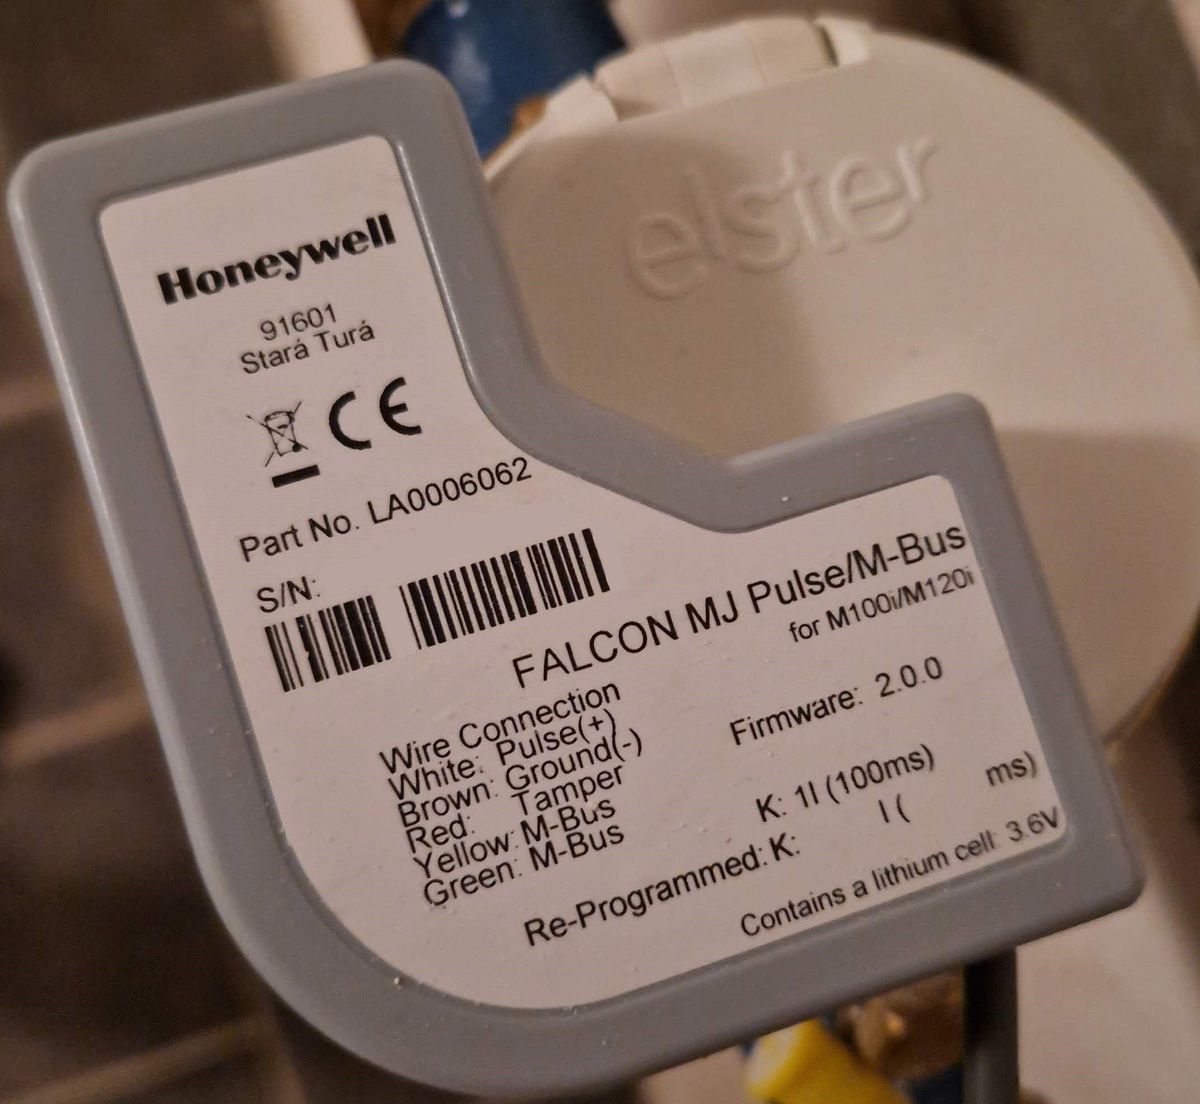 elster
Honeywell
91601
Stará Turá
CE
Part No. LA0006062
S/N:
FALCON MJ Pulse/M-Bus
for M100i/M120i
Wire Connection
White: Pulse(+)
Brown: Ground(-)
Red: Tamper
Yellow: M-Bus
Green: M-Bus
Firmware: 2.0.0
K: 1l (100ms)
Re-Programmed: K: l ( ms)
Contains a lithium cell: 3.6V